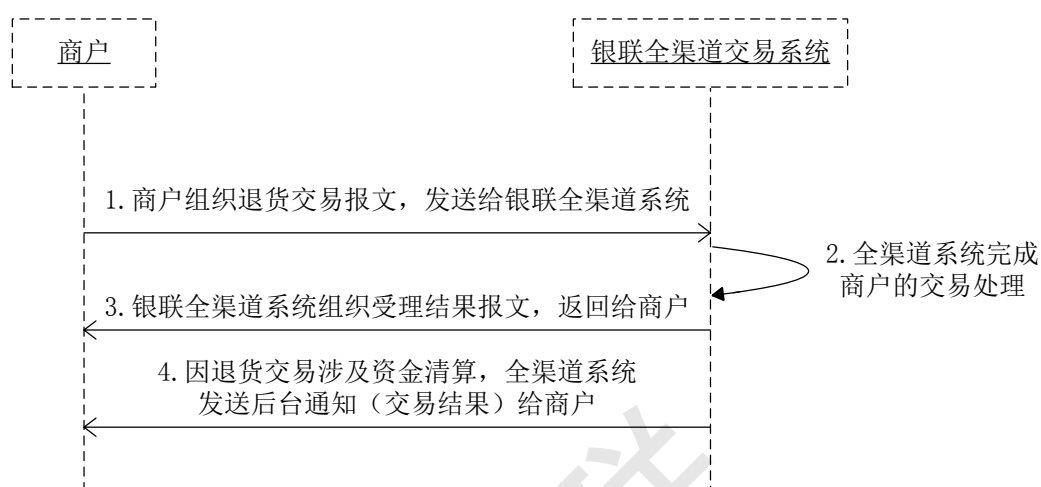 商户
银联全渠道交易系统
1.商户组织退货交易报文，发送给银联全渠道系统
2.全渠道系统完成
商户的交易处理
3.银联全渠道系统组织受理结果报文，返回给商户
4.因退货交易涉及资金清算，全渠道系统
发送后台通知（交易结果）给商户
联